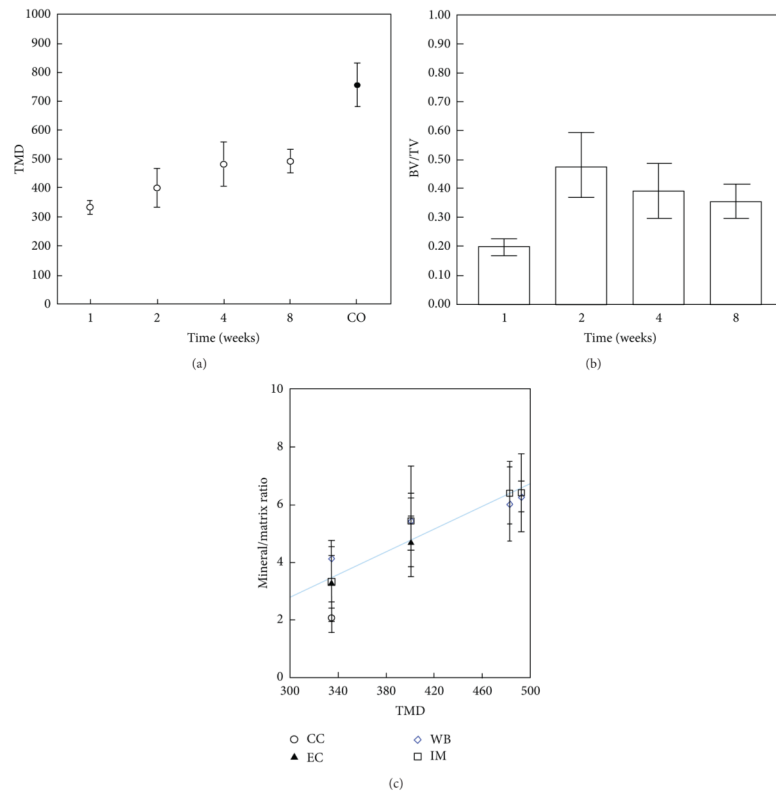 1000
900
800
700
600
500
400
300
200
100
0
TMD
1 2 4 8 CO
Time (weeks)
(a)
1.00
0.90
0.80
0.70
0.60
0.50
0.40
0.30
0.20
0.10
0.00
BV/TV
1 2 4 8
Time (weeks)
(b)
10
8
6
4
2
0
Mineral/matrix ratio
300 340 380 420 460 500
TMD
CC WB
EC IM
(c)